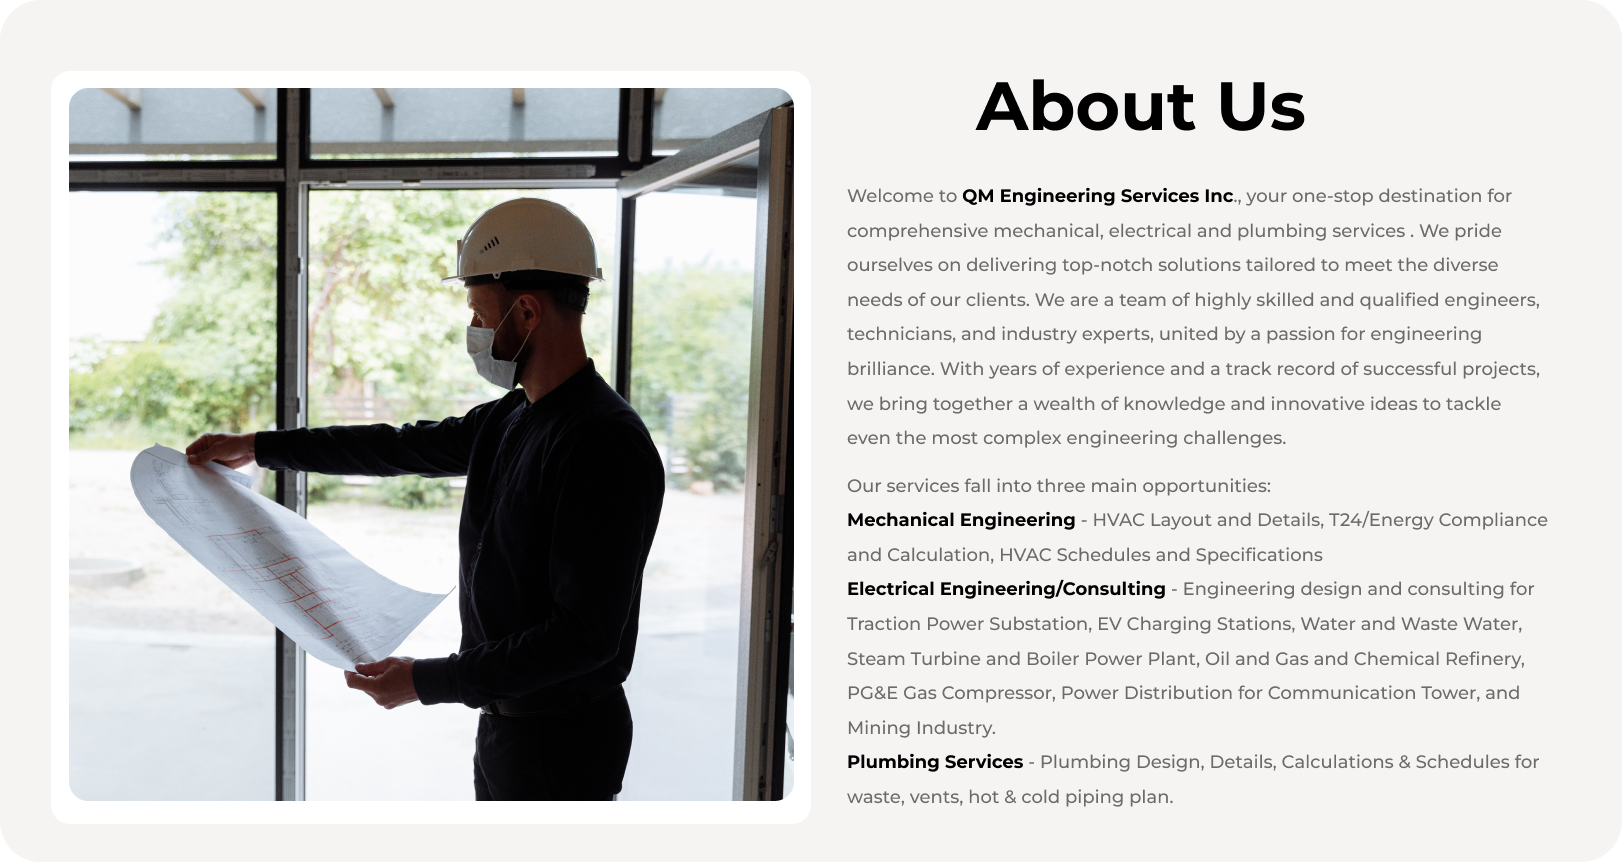 About Us
Welcome to QM Engineering Services Inc., your one-stop destination for
comprehensive mechanical, electrical and plumbing services . We pride
ourselves on delivering top-notch solutions tailored to meet the diverse
needs of our clients. We are a team of highly skilled and qualified engineers,
technicians, and industry experts, united by a passion for engineering
brilliance. With years of experience and a track record of successful projects,
we bring together a wealth of knowledge and innovative ideas to tackle
even the most complex engineering challenges.
Our services fall into three main opportunities:
Mechanical Engineering - HVAC Layout and Details, T24/Energy Compliance
and Calculation, HVAC Schedules and Specifications
Electrical Engineering/Consulting - Engineering design and consulting for
Traction Power Substation, EV Charging Stations, Water and Waste Water,
Steam Turbine and Boiler Power Plant, Oil and Gas and Chemical Refinery,
PG&E Gas Compressor, Power Distribution for Communication Tower, and
Mining Industry.
Plumbing Services - Plumbing Design, Details, Calculations & Schedules for
waste, vents, hot & cold piping plan.